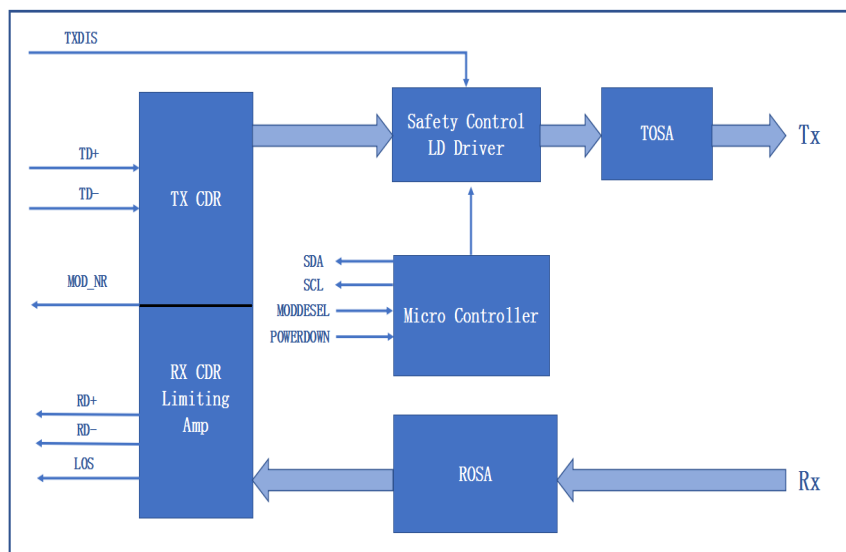 TXDIS
Safety Control
LD Driver
TOSA
Tx
TD+
TD-
TX CDR
MOD_NR
SDA
SCL
MODDESEL
POWERDOWN
Micro Controller
RX CDR
Limiting
Amp
RD+
RD-
LOS
ROSA
Rx